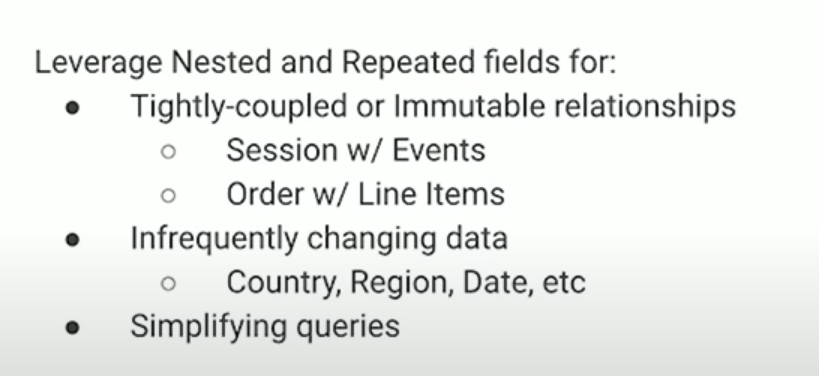 Leverage Nested and Repeated fields for:
● Tightly-coupled or Immutable relationships
○ Session w/ Events
○ Order w/ Line Items
● Infrequently changing data
○ Country, Region, Date, etc
● Simplifying queries